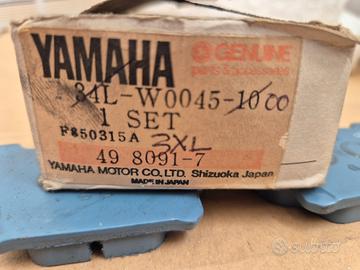 YAMAHA
GENUINE
parts & accessories
34L-W0045-10 00
1 SET
F850315A
3XL
49 8091-7
YAMAHA MOTOR CO., LTD. Shizuoka Japan
MADE IN JAPAN
subito